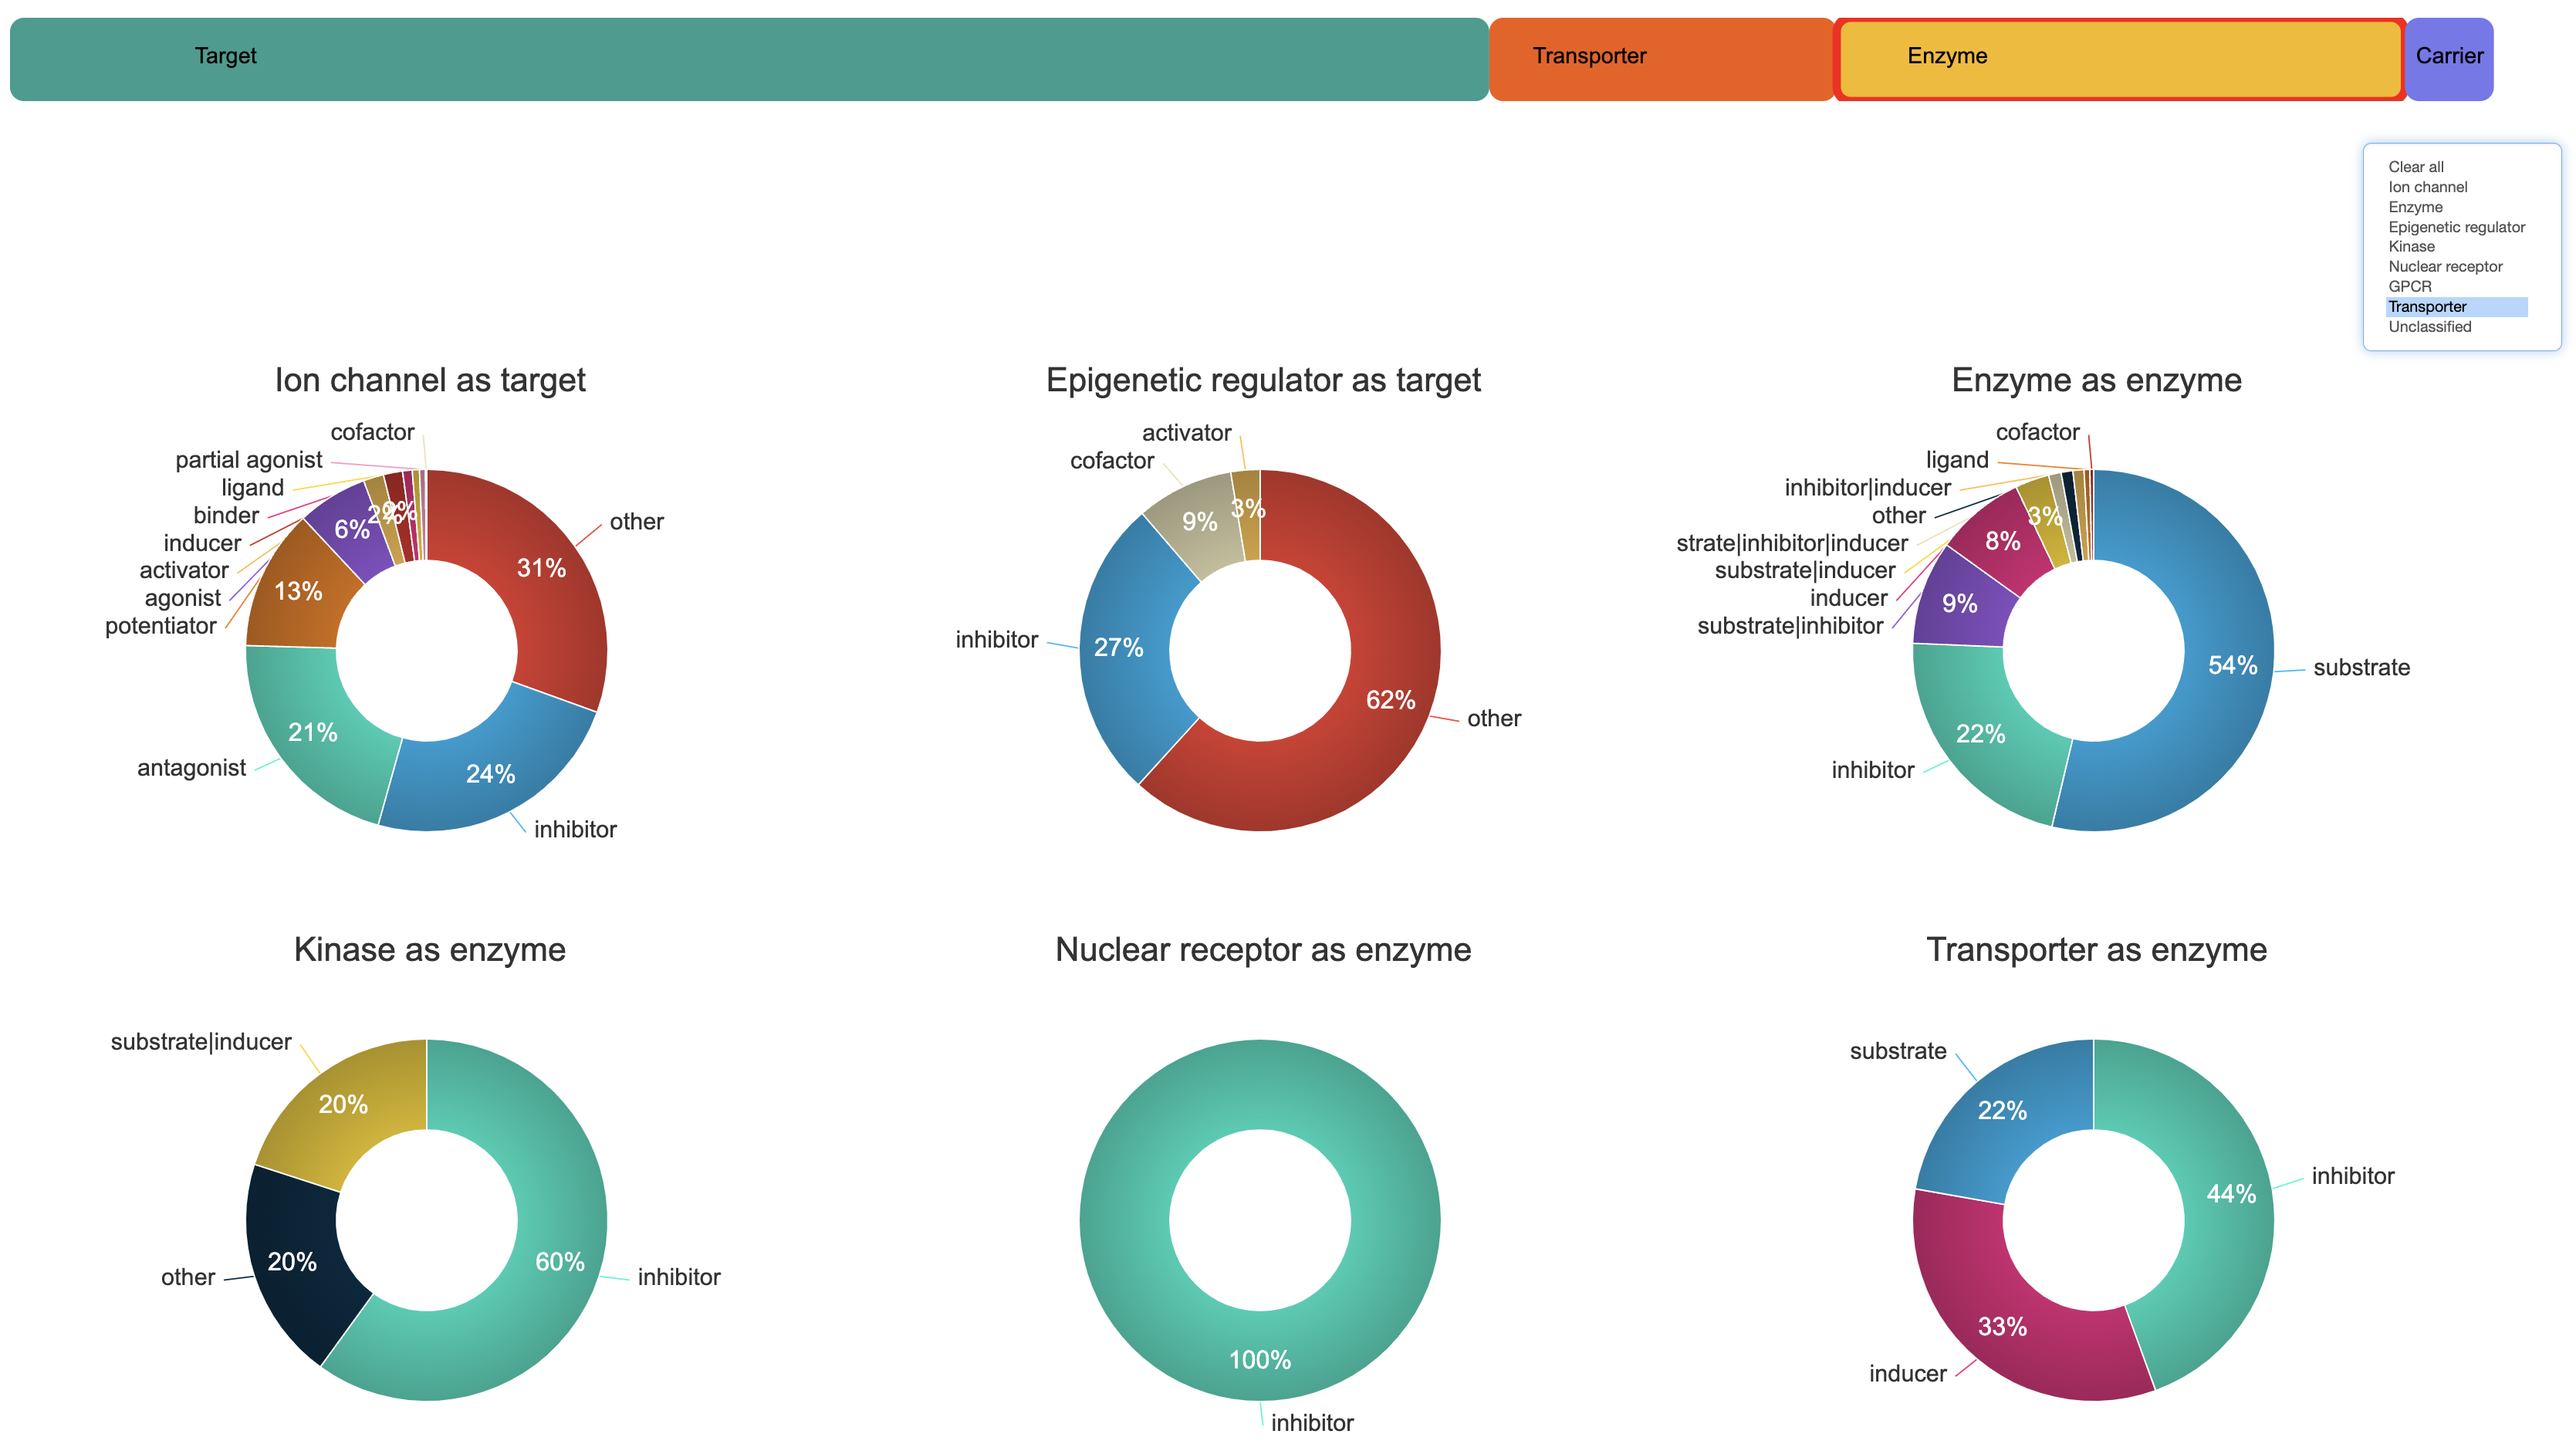 Target
Transporter
Enzyme
Carrier
Clear all
Ion channel
Enzyme
Epigenetic regulator
Kinase
Nuclear receptor
GPCR
Transporter
Unclassified
Ion channel as target
cofactor
partial agonist
ligand
binder
inducer
activator
agonist
potentiator
antagonist
inhibitor
other
31%
24%
21%
13%
6%
2%
2%
Epigenetic regulator as target
activator
cofactor
inhibitor
other
3%
9%
27%
62%
Enzyme as enzyme
cofactor
ligand
inhibitor|inducer
other
strate|inhibitor|inducer
substrate|inducer
inducer
substrate|inhibitor
inhibitor
substrate
3%
8%
9%
22%
54%
Kinase as enzyme
substrate|inducer
other
inhibitor
20%
20%
60%
Nuclear receptor as enzyme
100%
inhibitor
Transporter as enzyme
substrate
inducer
inhibitor
22%
33%
44%